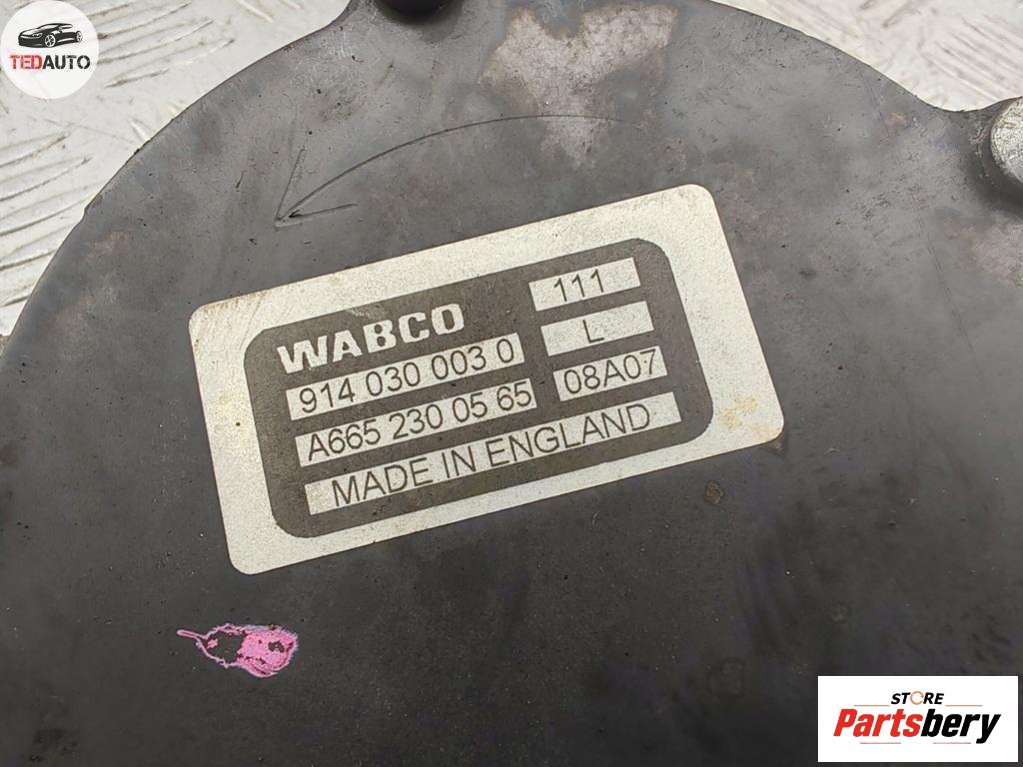 TEDAUTO
WABCO 111
914 030 003 0 L
A665 230 05 65 08A07
MADE IN ENGLAND
STORE
Partsbery